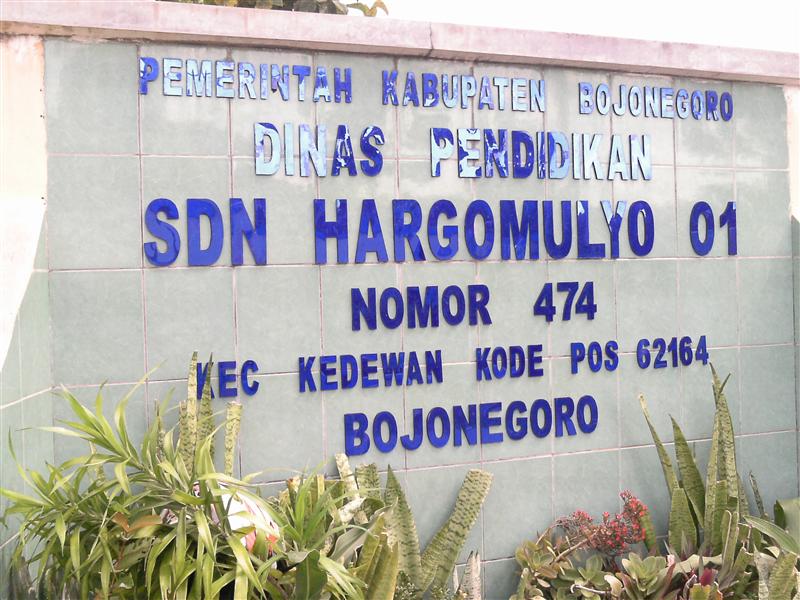 PEMERINTAH KABUPATEN BOJONEGORO
DINAS PENDIDIKAN
SDN HARGOMULYO 01
NOMOR 474
KEC KEDEWAN KODE POS 62164
BOJONEGORO